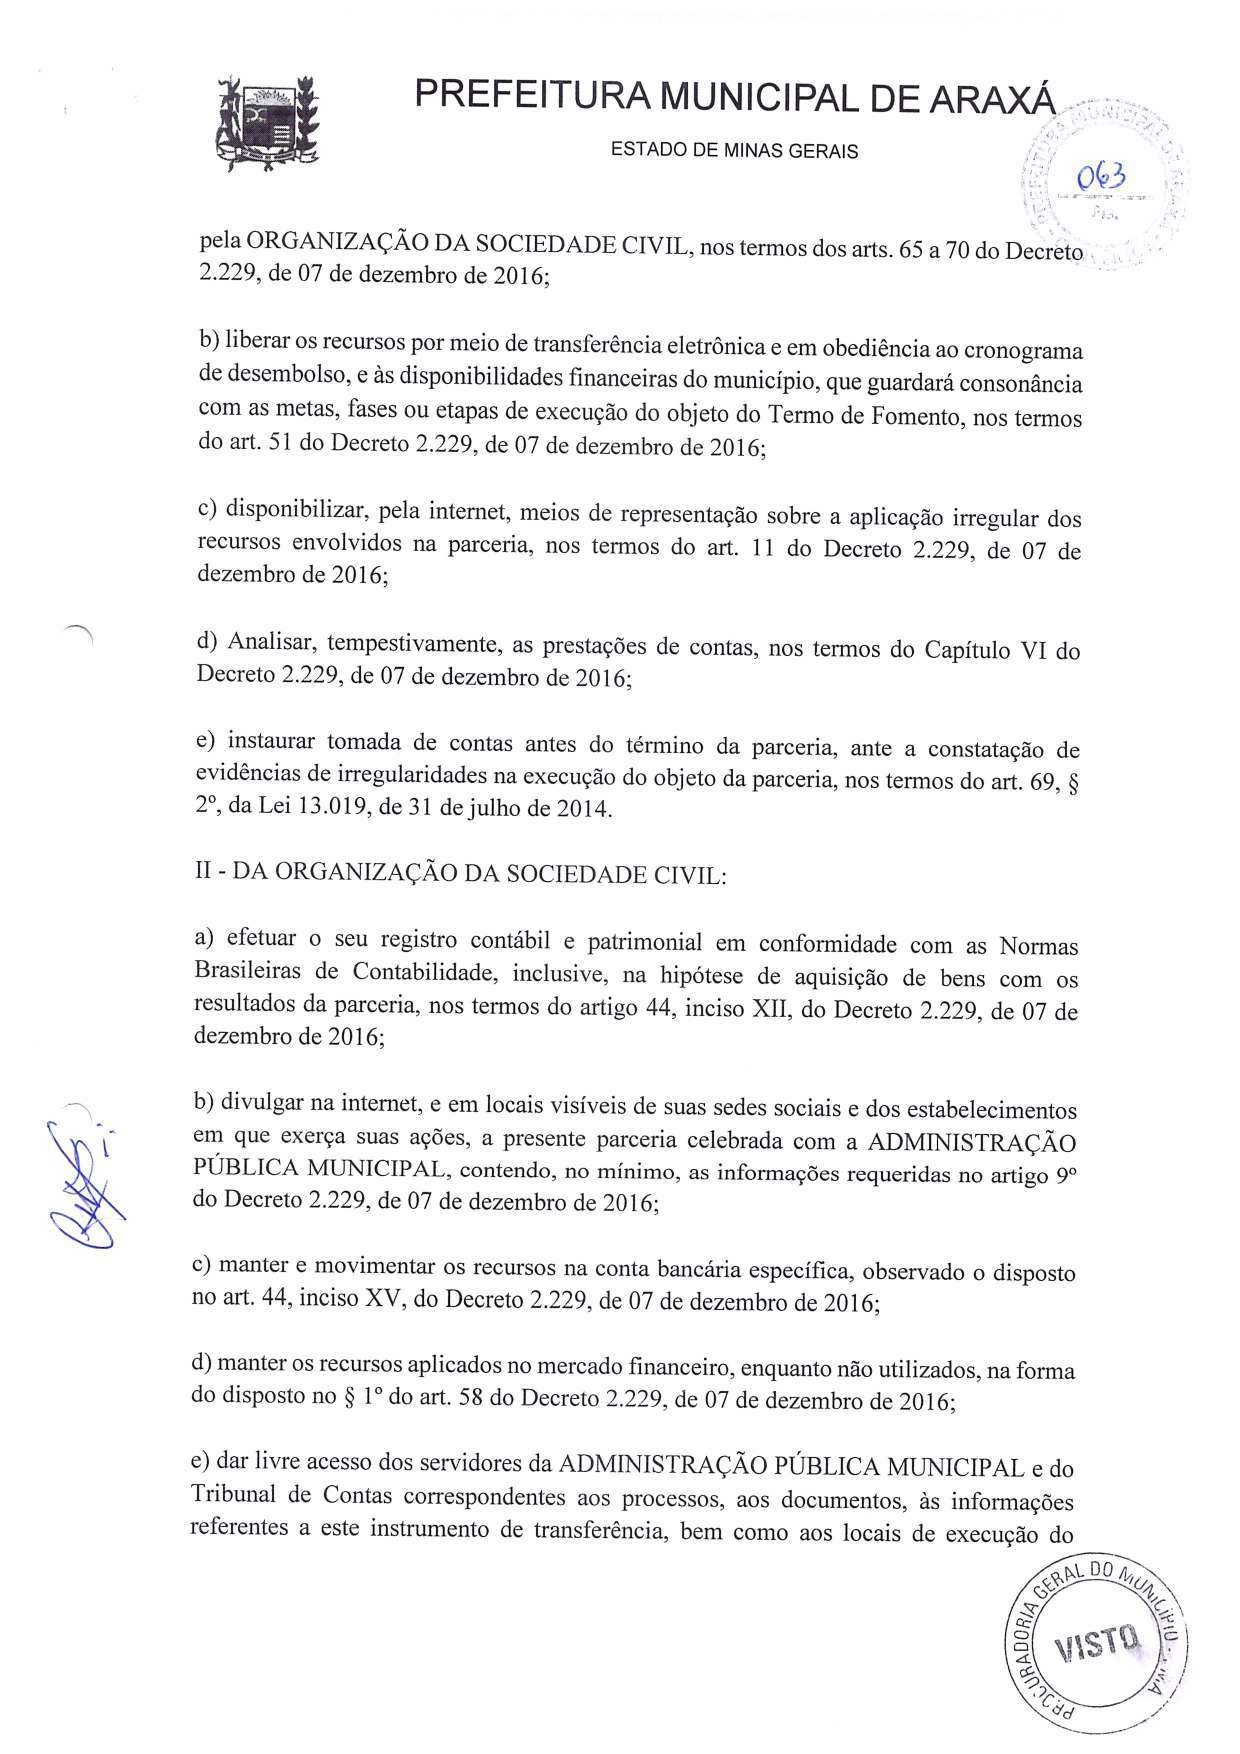 PREFEITURA MUNICIPAL DE ARAXÁ
ESTADO DE MINAS GERAIS
PREFEITURA MUNICIPAL DE ARAXÁ
063
Fls.
pela ORGANIZAÇÃO DA SOCIEDADE CIVIL, nos termos dos arts. 65 a 70 do Decreto
2.229, de 07 de dezembro de 2016;
b) liberar os recursos por meio de transferência eletrônica e em obediência ao cronograma
de desembolso, e às disponibilidades financeiras do município, que guardará consonância
com as metas, fases ou etapas de execução do objeto do Termo de Fomento, nos termos
do art. 51 do Decreto 2.229, de 07 de dezembro de 2016;
c) disponibilizar, pela internet, meios de representação sobre a aplicação irregular dos
recursos envolvidos na parceria, nos termos do art. 11 do Decreto 2.229, de 07 de
dezembro de 2016;
d) Analisar, tempestivamente, as prestações de contas, nos termos do Capítulo VI do
Decreto 2.229, de 07 de dezembro de 2016;
e) instaurar tomada de contas antes do término da parceria, ante a constatação de
evidências de irregularidades na execução do objeto da parceria, nos termos do art. 69, §
2º, da Lei 13.019, de 31 de julho de 2014.
II - DA ORGANIZAÇÃO DA SOCIEDADE CIVIL:
a) efetuar o seu registro contábil e patrimonial em conformidade com as Normas
Brasileiras de Contabilidade, inclusive, na hipótese de aquisição de bens com os
resultados da parceria, nos termos do artigo 44, inciso XII, do Decreto 2.229, de 07 de
dezembro de 2016;
b) divulgar na internet, e em locais visíveis de suas sedes sociais e dos estabelecimentos
em que exerça suas ações, a presente parceria celebrada com a ADMINISTRAÇÃO
PÚBLICA MUNICIPAL, contendo, no mínimo, as informações requeridas no artigo 9º
do Decreto 2.229, de 07 de dezembro de 2016;
c) manter e movimentar os recursos na conta bancária específica, observado o disposto
no art. 44, inciso XV, do Decreto 2.229, de 07 de dezembro de 2016;
d) manter os recursos aplicados no mercado financeiro, enquanto não utilizados, na forma
do disposto no § 1º do art. 58 do Decreto 2.229, de 07 de dezembro de 2016;
e) dar livre acesso dos servidores da ADMINISTRAÇÃO PÚBLICA MUNICIPAL e do
Tribunal de Contas correspondentes aos processos, aos documentos, às informações
referentes a este instrumento de transferência, bem como aos locais de execução do
PROCURADORIA GERAL DO MUNICÍPIO
VISTO